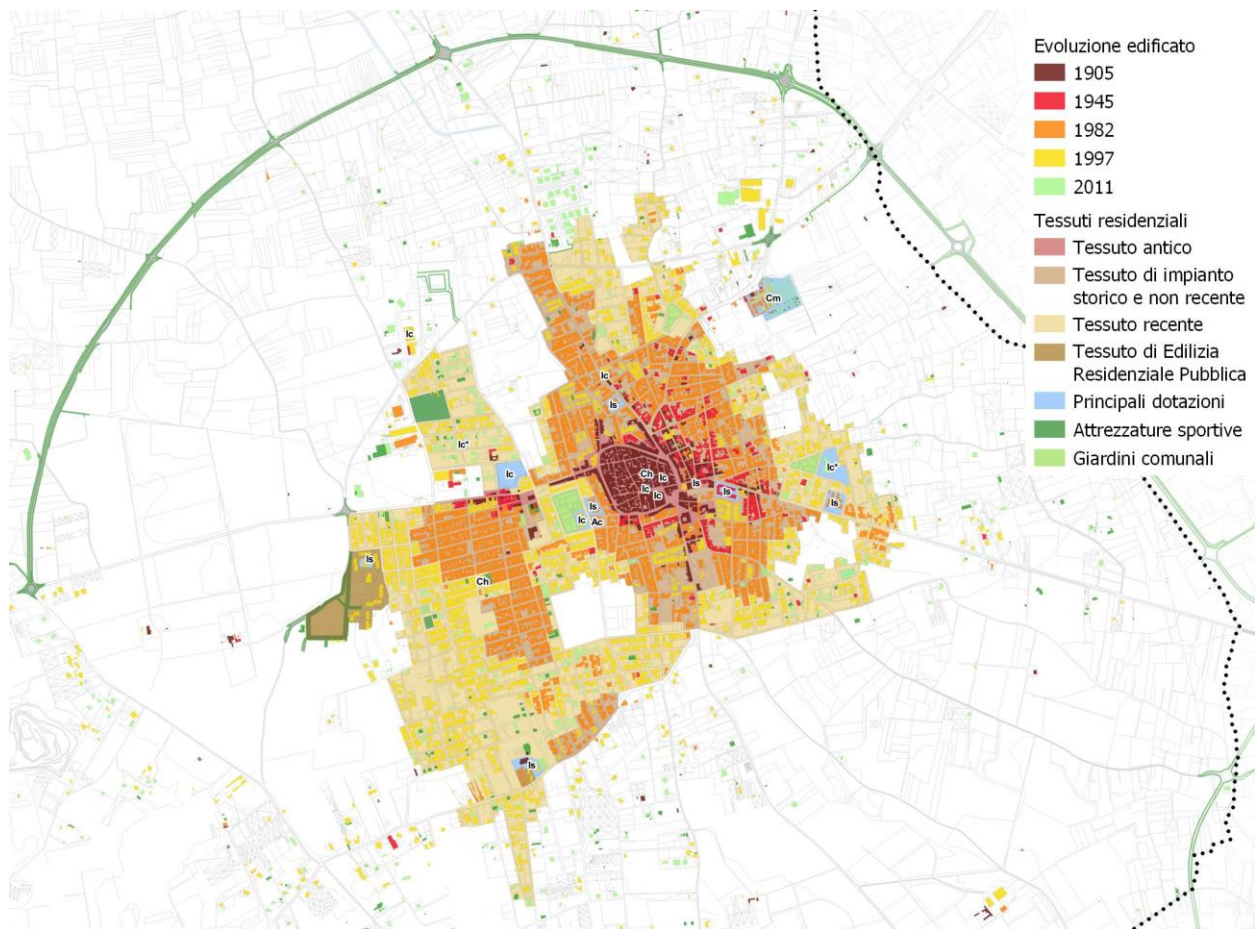 Evoluzione edificato
1905
1945
1982
1997
2011
Tessuti residenziali
Tessuto antico
Tessuto di impianto
storico e non recente
Tessuto recente
Tessuto di Edilizia
Residenziale Pubblica
Principali dotazioni
Attrezzature sportive
Giardini comunali
Cm
Ic
Ic
Is
Ic*
Ic
Ch
Ic
Ic
Ic
Is
Is
Ic*
Is
Is
Ic
Ac
Is
Ch
Is